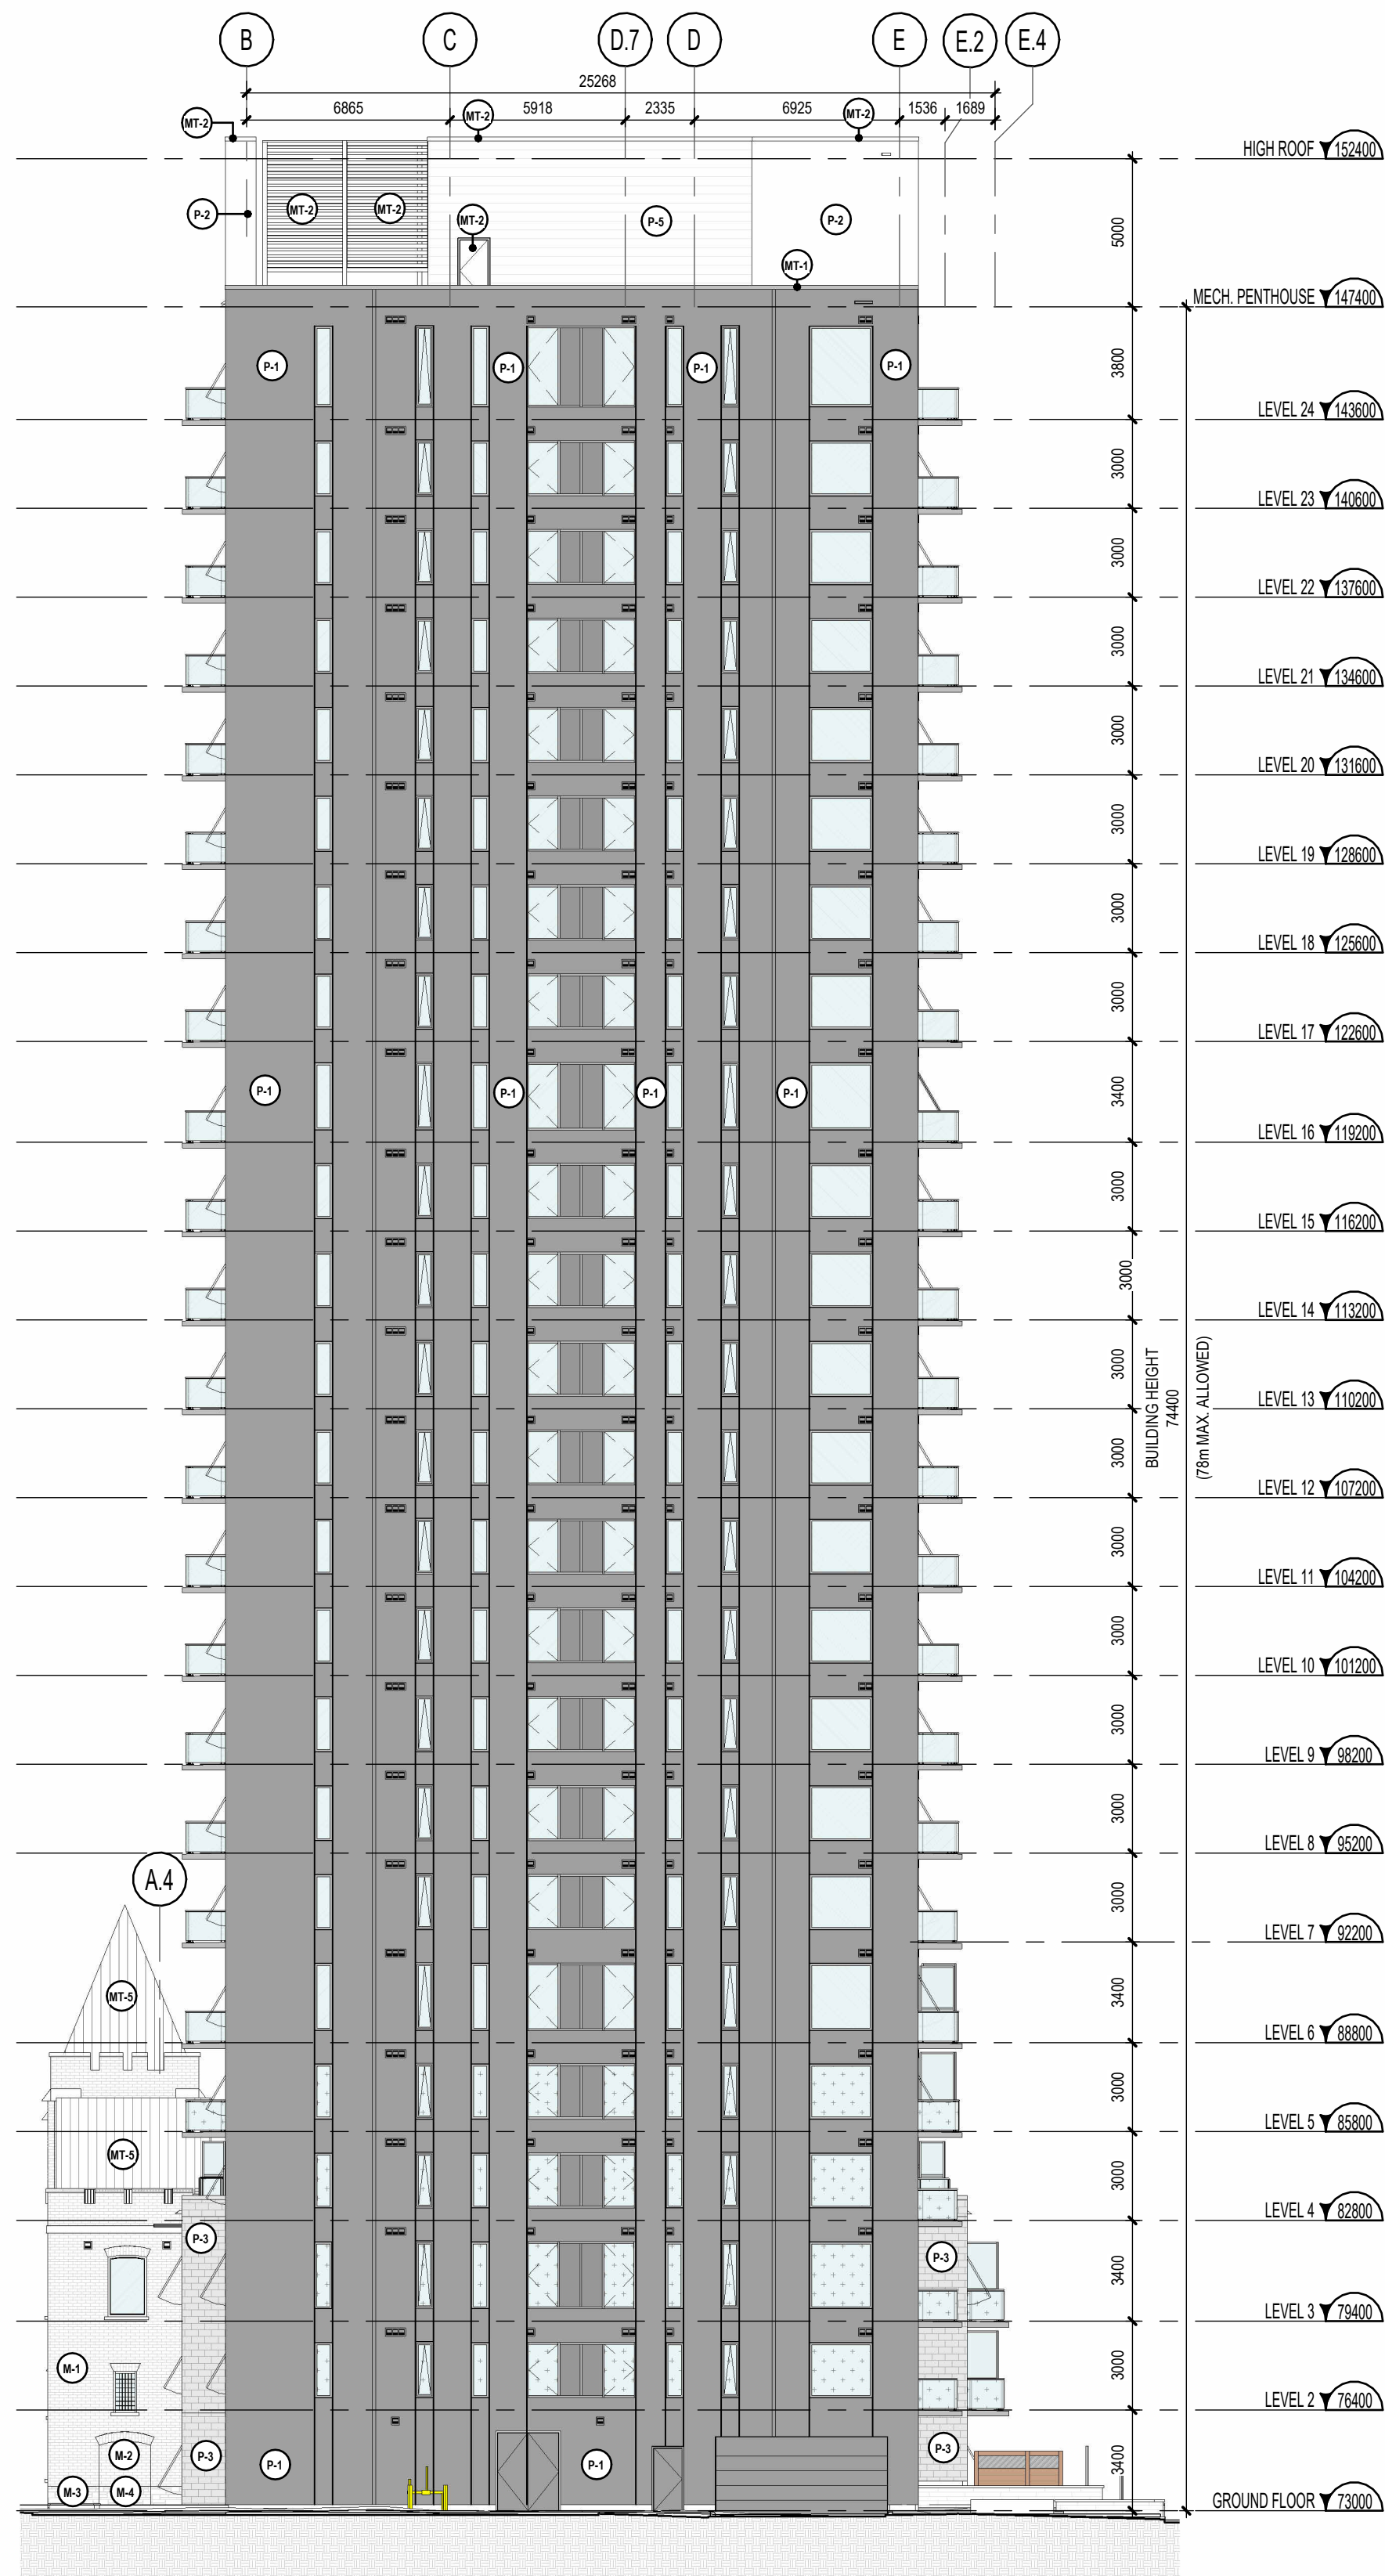 B C D.7 D E E.2 E.4
25268
6865 5918 2335 6925 1536 1689
MT-2 MT-2 MT-2
HIGH ROOF 152400
P-2 MT-2 MT-2 MT-2 P-5 P-2
5000
MT-1
MECH. PENTHOUSE 147400
P-1 P-1 P-1 P-1
3800
LEVEL 24 143600
3000
LEVEL 23 140600
3000
LEVEL 22 137600
3000
LEVEL 21 134600
3000
LEVEL 20 131600
3000
LEVEL 19 128600
3000
LEVEL 18 125600
3000
LEVEL 17 122600
P-1 P-1 P-1 P-1
3400
LEVEL 16 119200
3000
LEVEL 15 116200
3000
LEVEL 14 113200
3000
BUILDING HEIGHT
74400
(78m MAX. ALLOWED)
LEVEL 13 110200
3000
LEVEL 12 107200
3000
LEVEL 11 104200
3000
LEVEL 10 101200
3000
LEVEL 9 98200
3000
LEVEL 8 95200
A.4
3000
LEVEL 7 92200
MT-5
3400
LEVEL 6 88800
3000
LEVEL 5 85800
MT-5
3000
LEVEL 4 82800
P-3 P-3
3400
LEVEL 3 79400
M-1
3000
LEVEL 2 76400
M-2 P-3 P-1 P-1 P-3
3400
M-3 M-4
GROUND FLOOR 73000